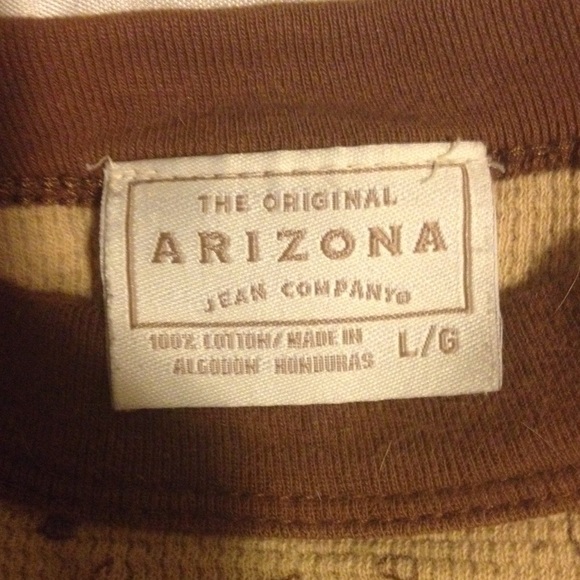 THE ORIGINAL
ARIZONA
JEAN COMPANY®
100% COTTON/MADE IN
ALGODON HONDURAS
L/G